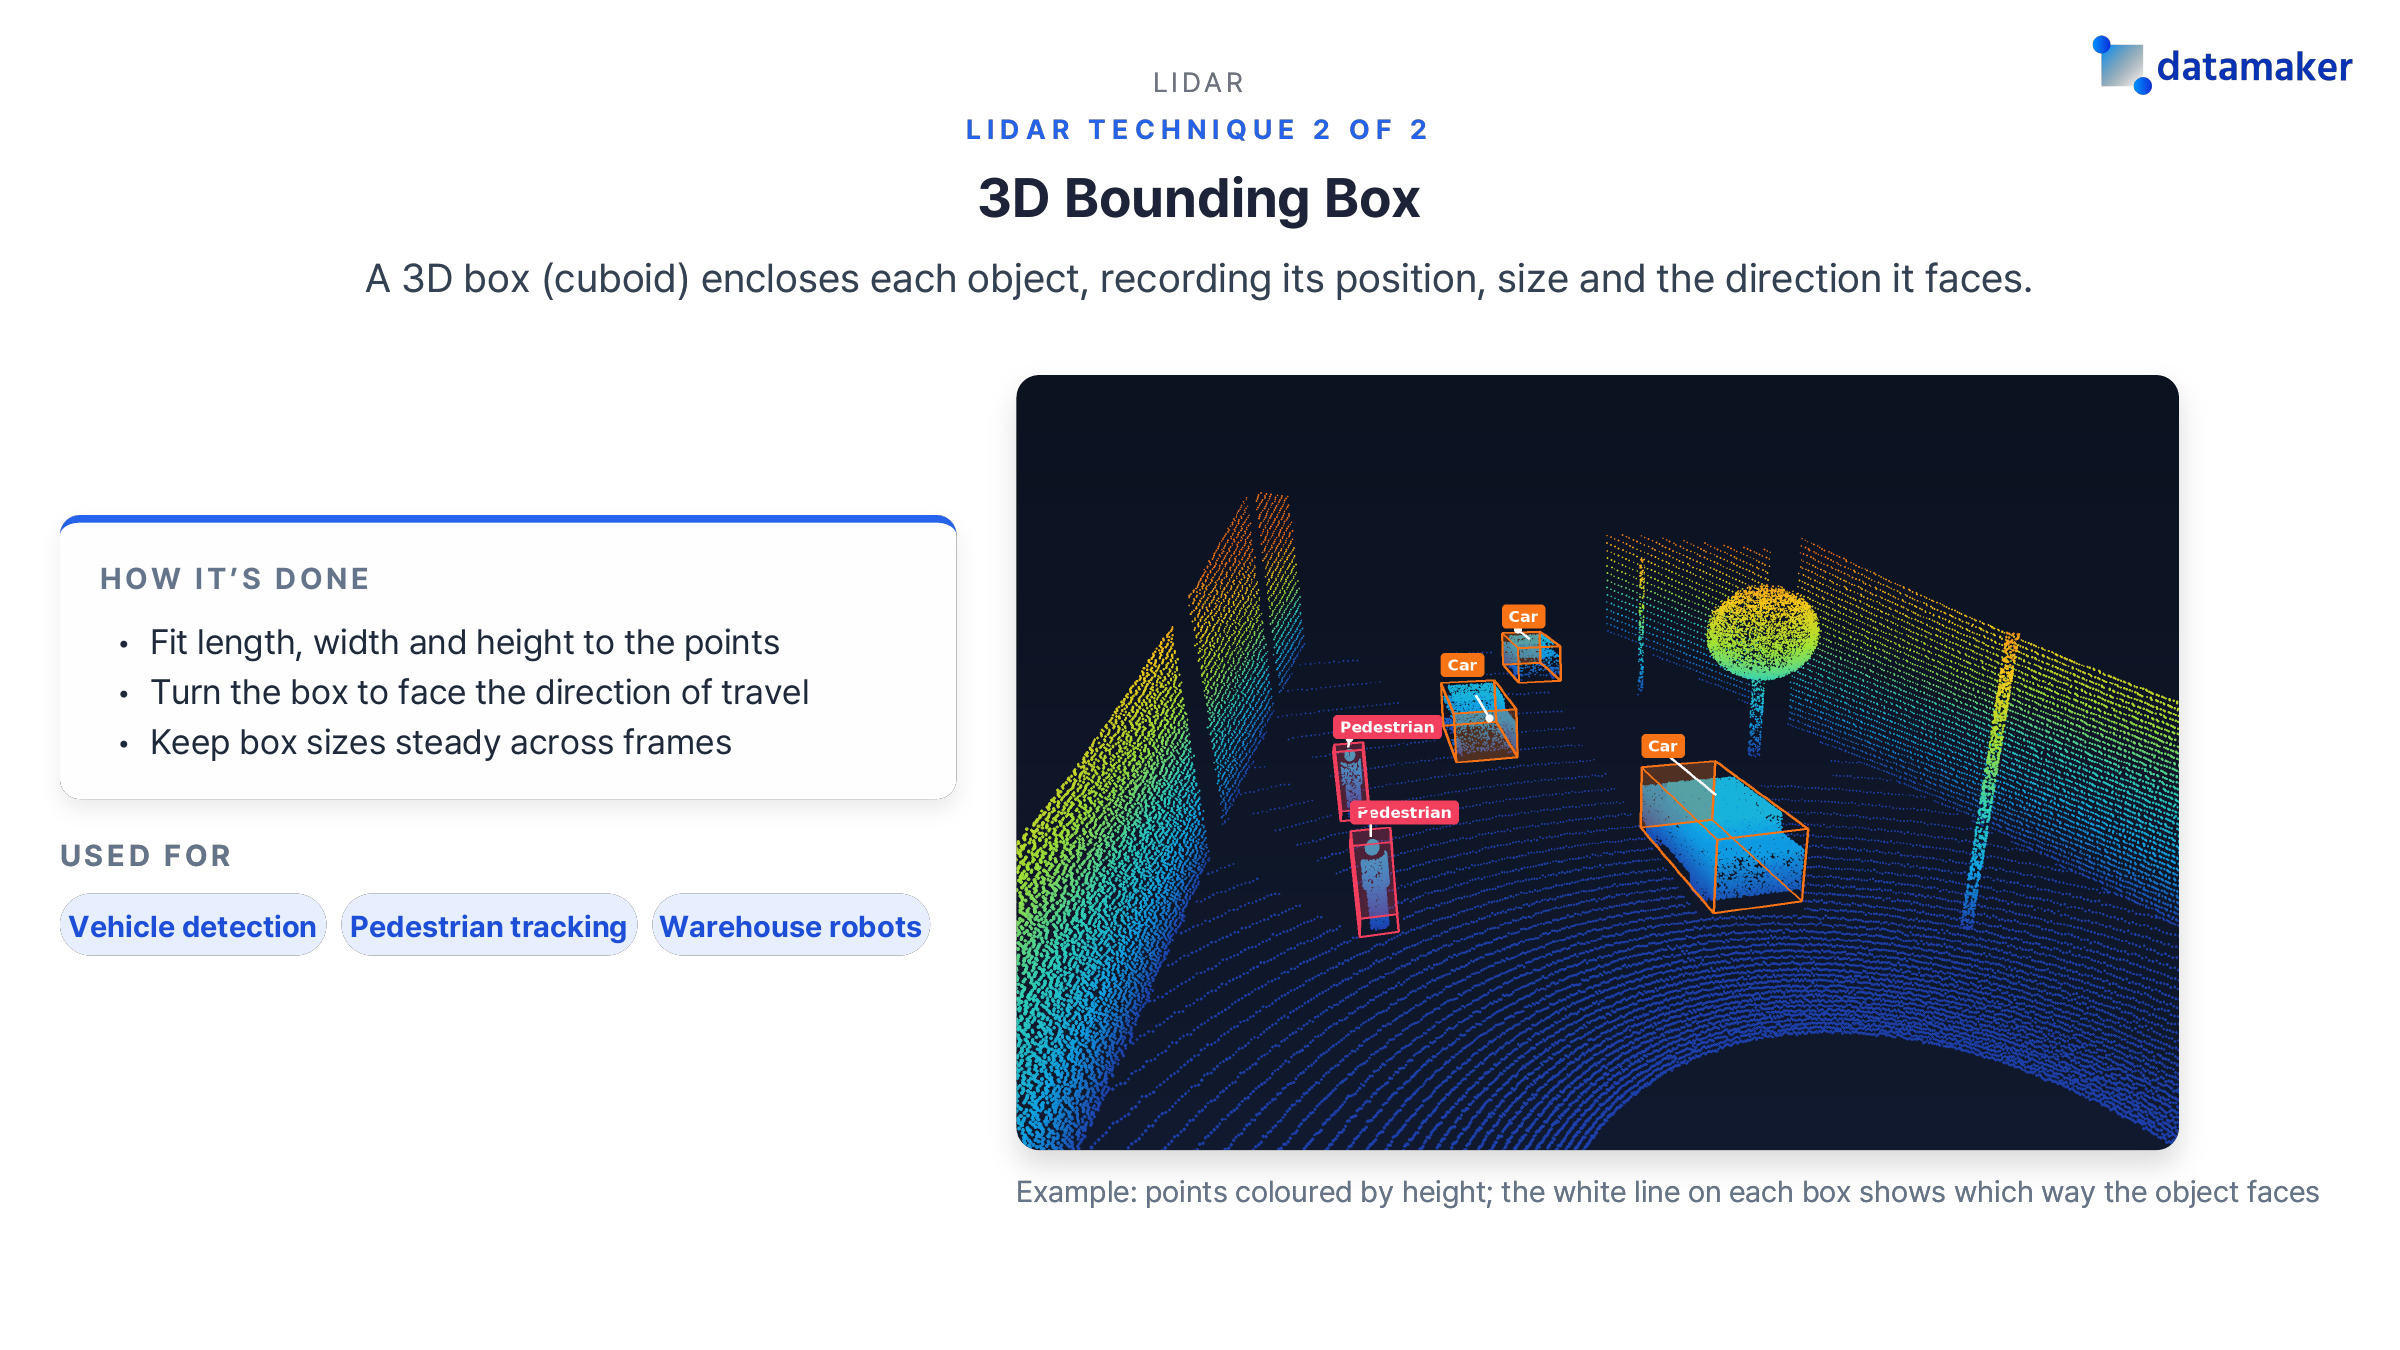 datamaker
LIDAR
LIDAR TECHNIQUE 2 OF 2
3D Bounding Box
A 3D box (cuboid) encloses each object, recording its position, size and the direction it faces.
HOW IT’S DONE
• Fit length, width and height to the points
• Turn the box to face the direction of travel
• Keep box sizes steady across frames
USED FOR
Vehicle detection
Pedestrian tracking
Warehouse robots
Car
Car
Pedestrian
Car
Pedestrian
Example: points coloured by height; the white line on each box shows which way the object faces